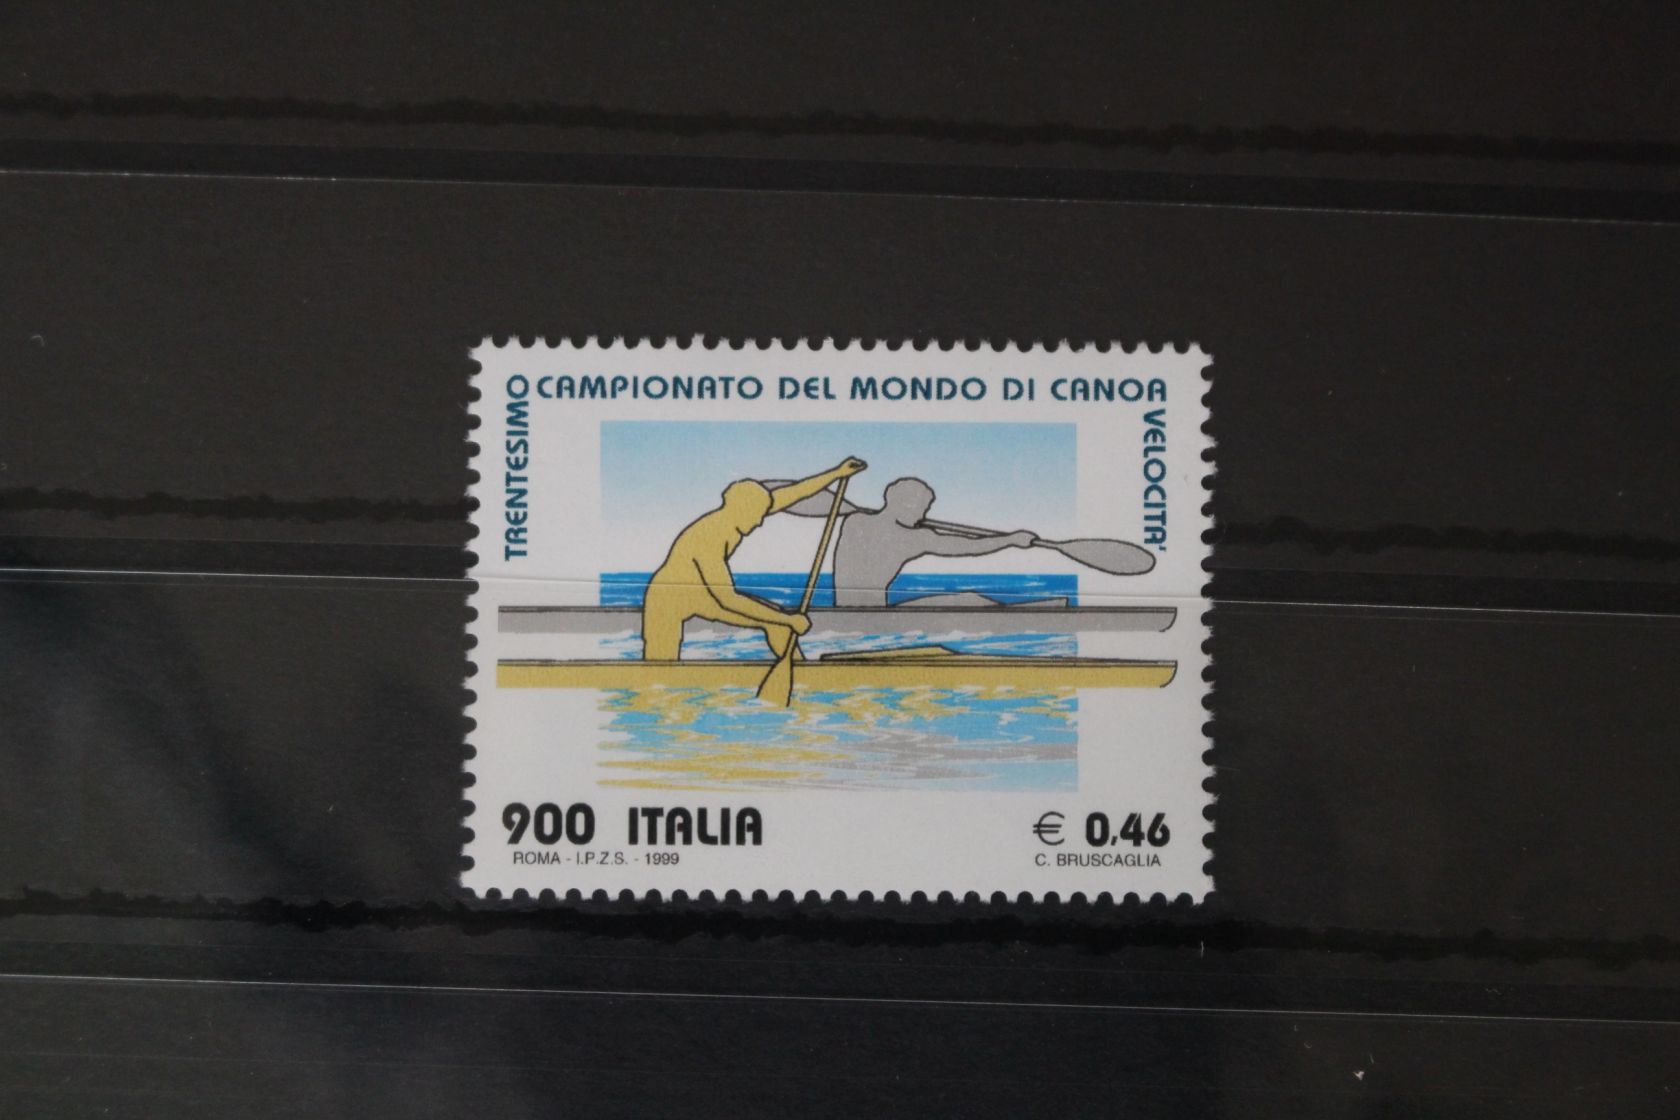 TRENTESIMO
CAMPIONATO DEL MONDO DI CANOA
VELOCITA'
900 ITALIA
€ 0,46
ROMA - I.P.Z.S. - 1999
C. BRUSCAGLIA